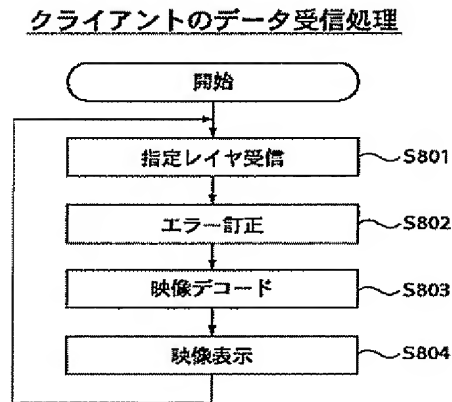 クライアントのデータ受信処理
開始
指定レイヤ受信 S801
エラー訂正 S802
映像デコード S803
映像表示 S804